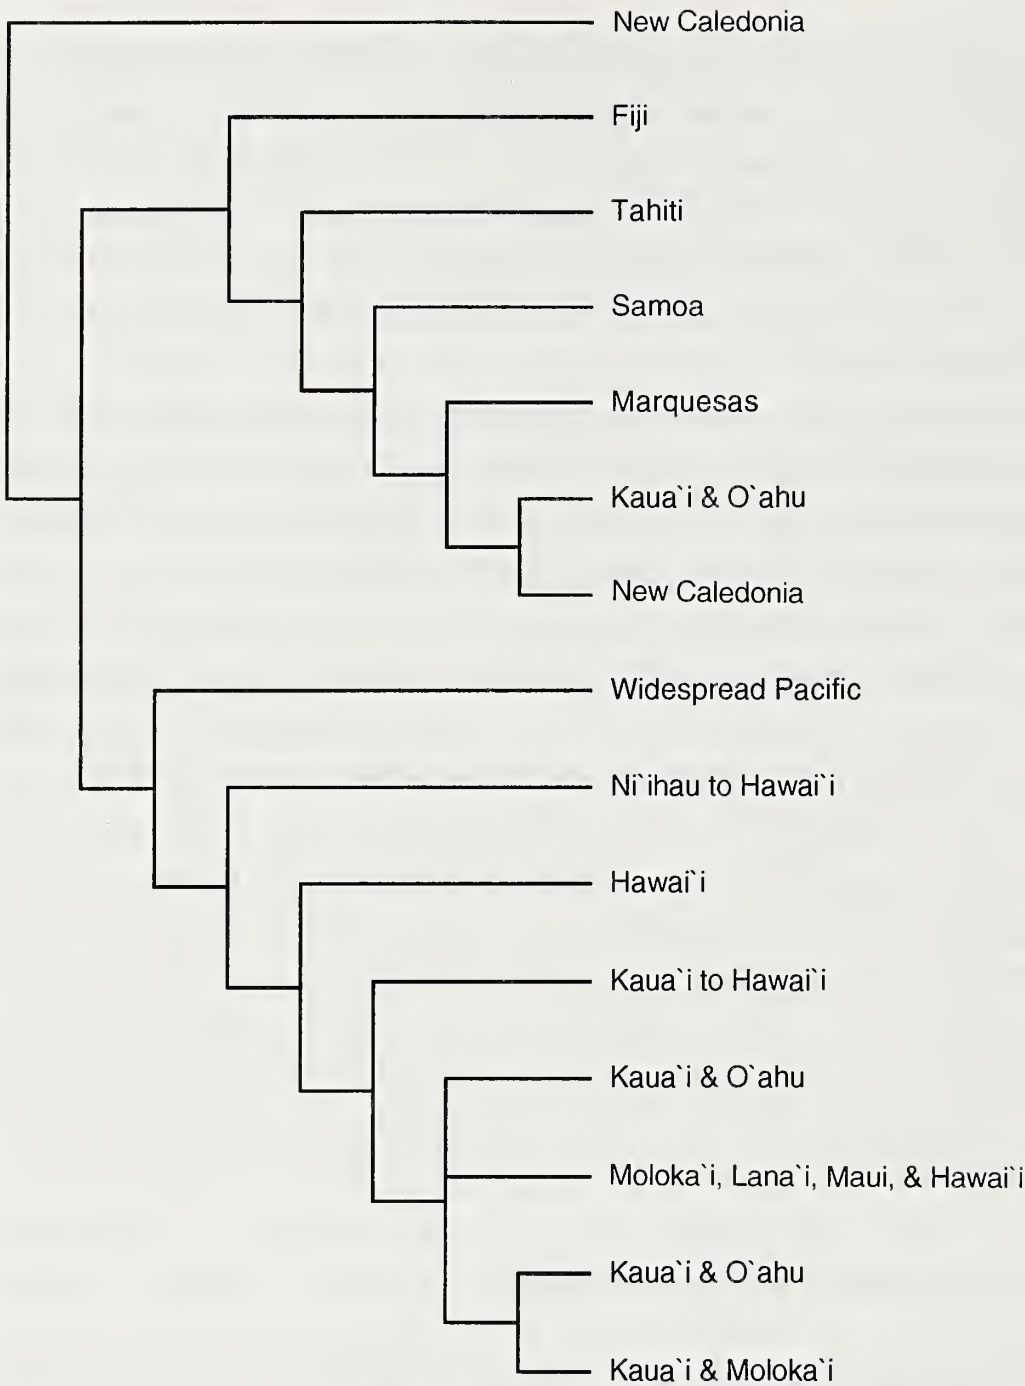 New Caledonia
Fiji
Tahiti
Samoa
Marquesas
Kaua`i & O`ahu
New Caledonia
Widespread Pacific
Ni`ihau to Hawai`i
Hawai`i
Kaua`i to Hawai`i
Kaua`i & O`ahu
Moloka`i, Lana`i, Maui, & Hawai`i
Kaua`i & O`ahu
Kaua`i & Moloka`i